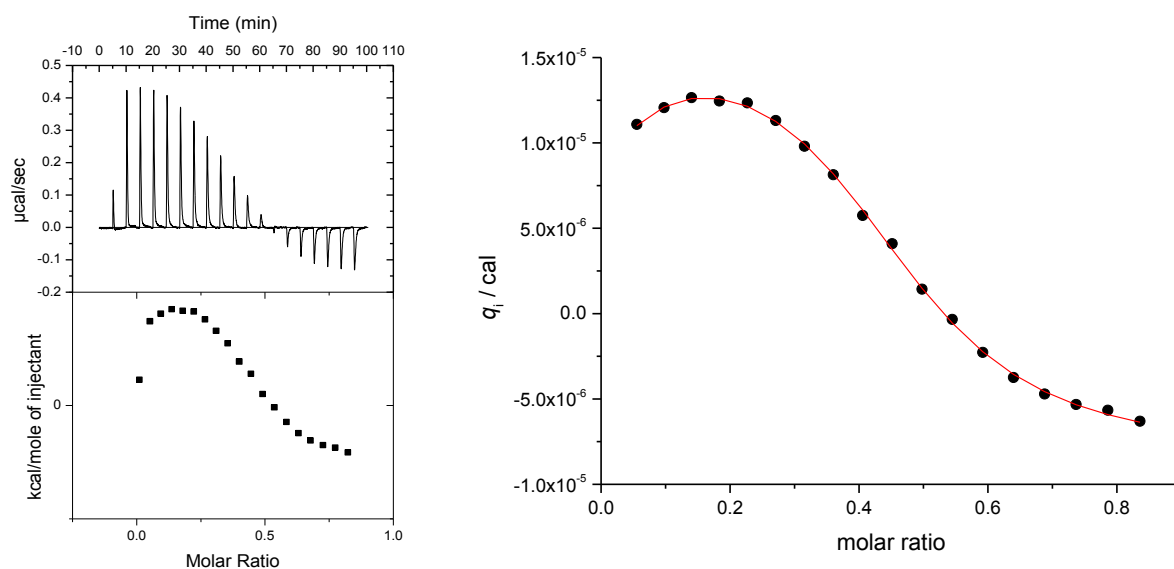 Time (min)
-10 0 10 20 30 40 50 60 70 80 90 100 110
0.5
0.4
0.3
0.2
0.1
0.0
-0.1
-0.2
µcal/sec
0
kcal/mole of injectant
0.0 0.5 1.0
Molar Ratio
1.5x10⁻⁵
1.0x10⁻⁵
5.0x10⁻⁶
0.0
-5.0x10⁻⁶
-1.0x10⁻⁵
qᵢ / cal
0.0 0.2 0.4 0.6 0.8
molar ratio